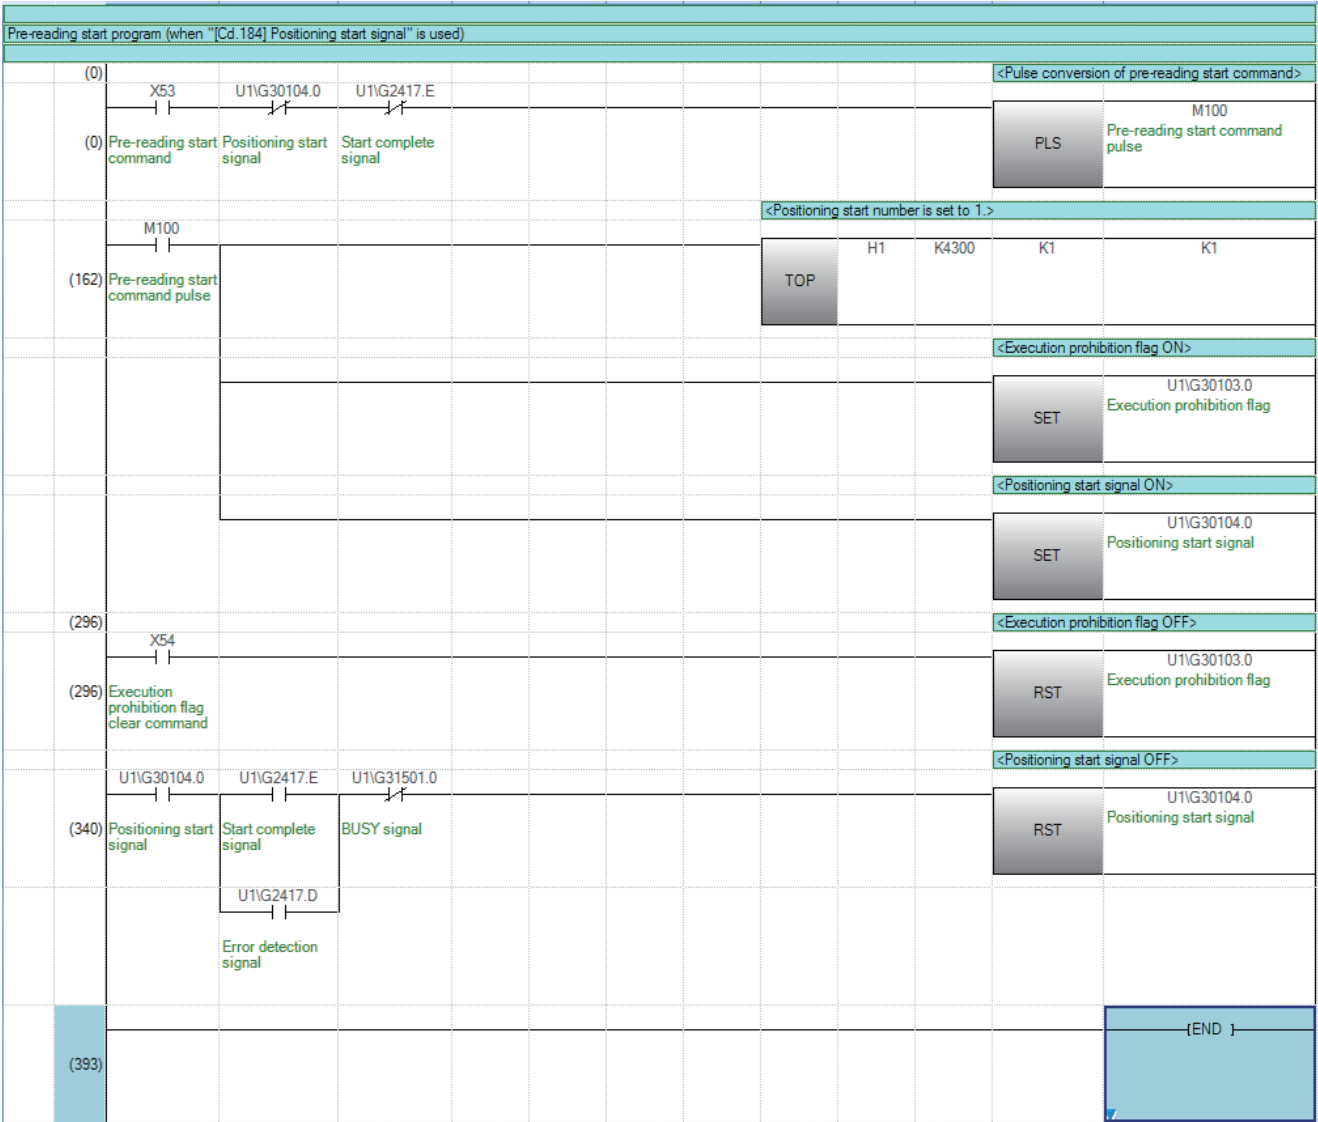 Pre-reading start program (when "[Cd.184] Positioning start signal" is used)
(0)
<Pulse conversion of pre-reading start command>
X53
U1\G30104.0
U1\G2417.E
M100
(0)
Pre-reading start
command
Positioning start
signal
Start complete
signal
PLS
Pre-reading start command
pulse
<Positioning start number is set to 1.>
M100
H1
K4300
K1
K1
(162)
Pre-reading start
command pulse
TOP
<Execution prohibition flag ON>
U1\G30103.0
SET
Execution prohibition flag
<Positioning start signal ON>
U1\G30104.0
SET
Positioning start signal
(296)
<Execution prohibition flag OFF>
X54
U1\G30103.0
(296)
Execution
prohibition flag
clear command
RST
Execution prohibition flag
<Positioning start signal OFF>
U1\G30104.0
U1\G2417.E
U1\G31501.0
U1\G30104.0
(340)
Positioning start
signal
Start complete
signal
BUSY signal
RST
Positioning start signal
U1\G2417.D
Error detection
signal
[END ]
(393)